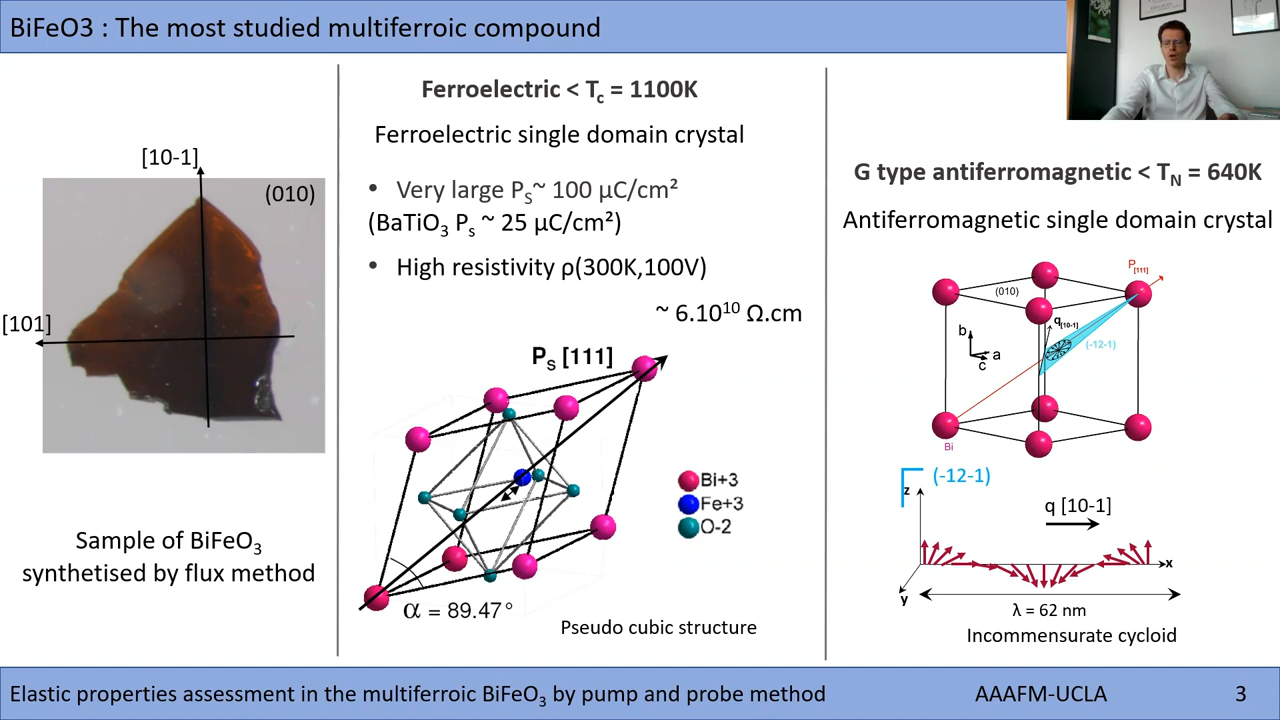 BiFeO3 : The most studied multiferroic compound
[10-1]
(010)
[101]
Sample of BiFeO₃
synthetised by flux method
Ferroelectric < Tc = 1100K
Ferroelectric single domain crystal
• Very large PS~ 100 µC/cm²
(BaTiO₃ Ps ~ 25 µC/cm²)
• High resistivity ρ(300K,100V)
~ 6.10¹⁰ Ω.cm
PS [111]
Bi+3
Fe+3
O-2
α = 89.47°
Pseudo cubic structure
G type antiferromagnetic < TN = 640K
Antiferromagnetic single domain crystal
P[111]
(010)
q[10-1]
b
a
c
(-12-1)
Bi
(-12-1)
z
q [10-1]
x
y
λ = 62 nm
Incommensurate cycloid
Elastic properties assessment in the multiferroic BiFeO₃ by pump and probe method
AAAFM-UCLA
3